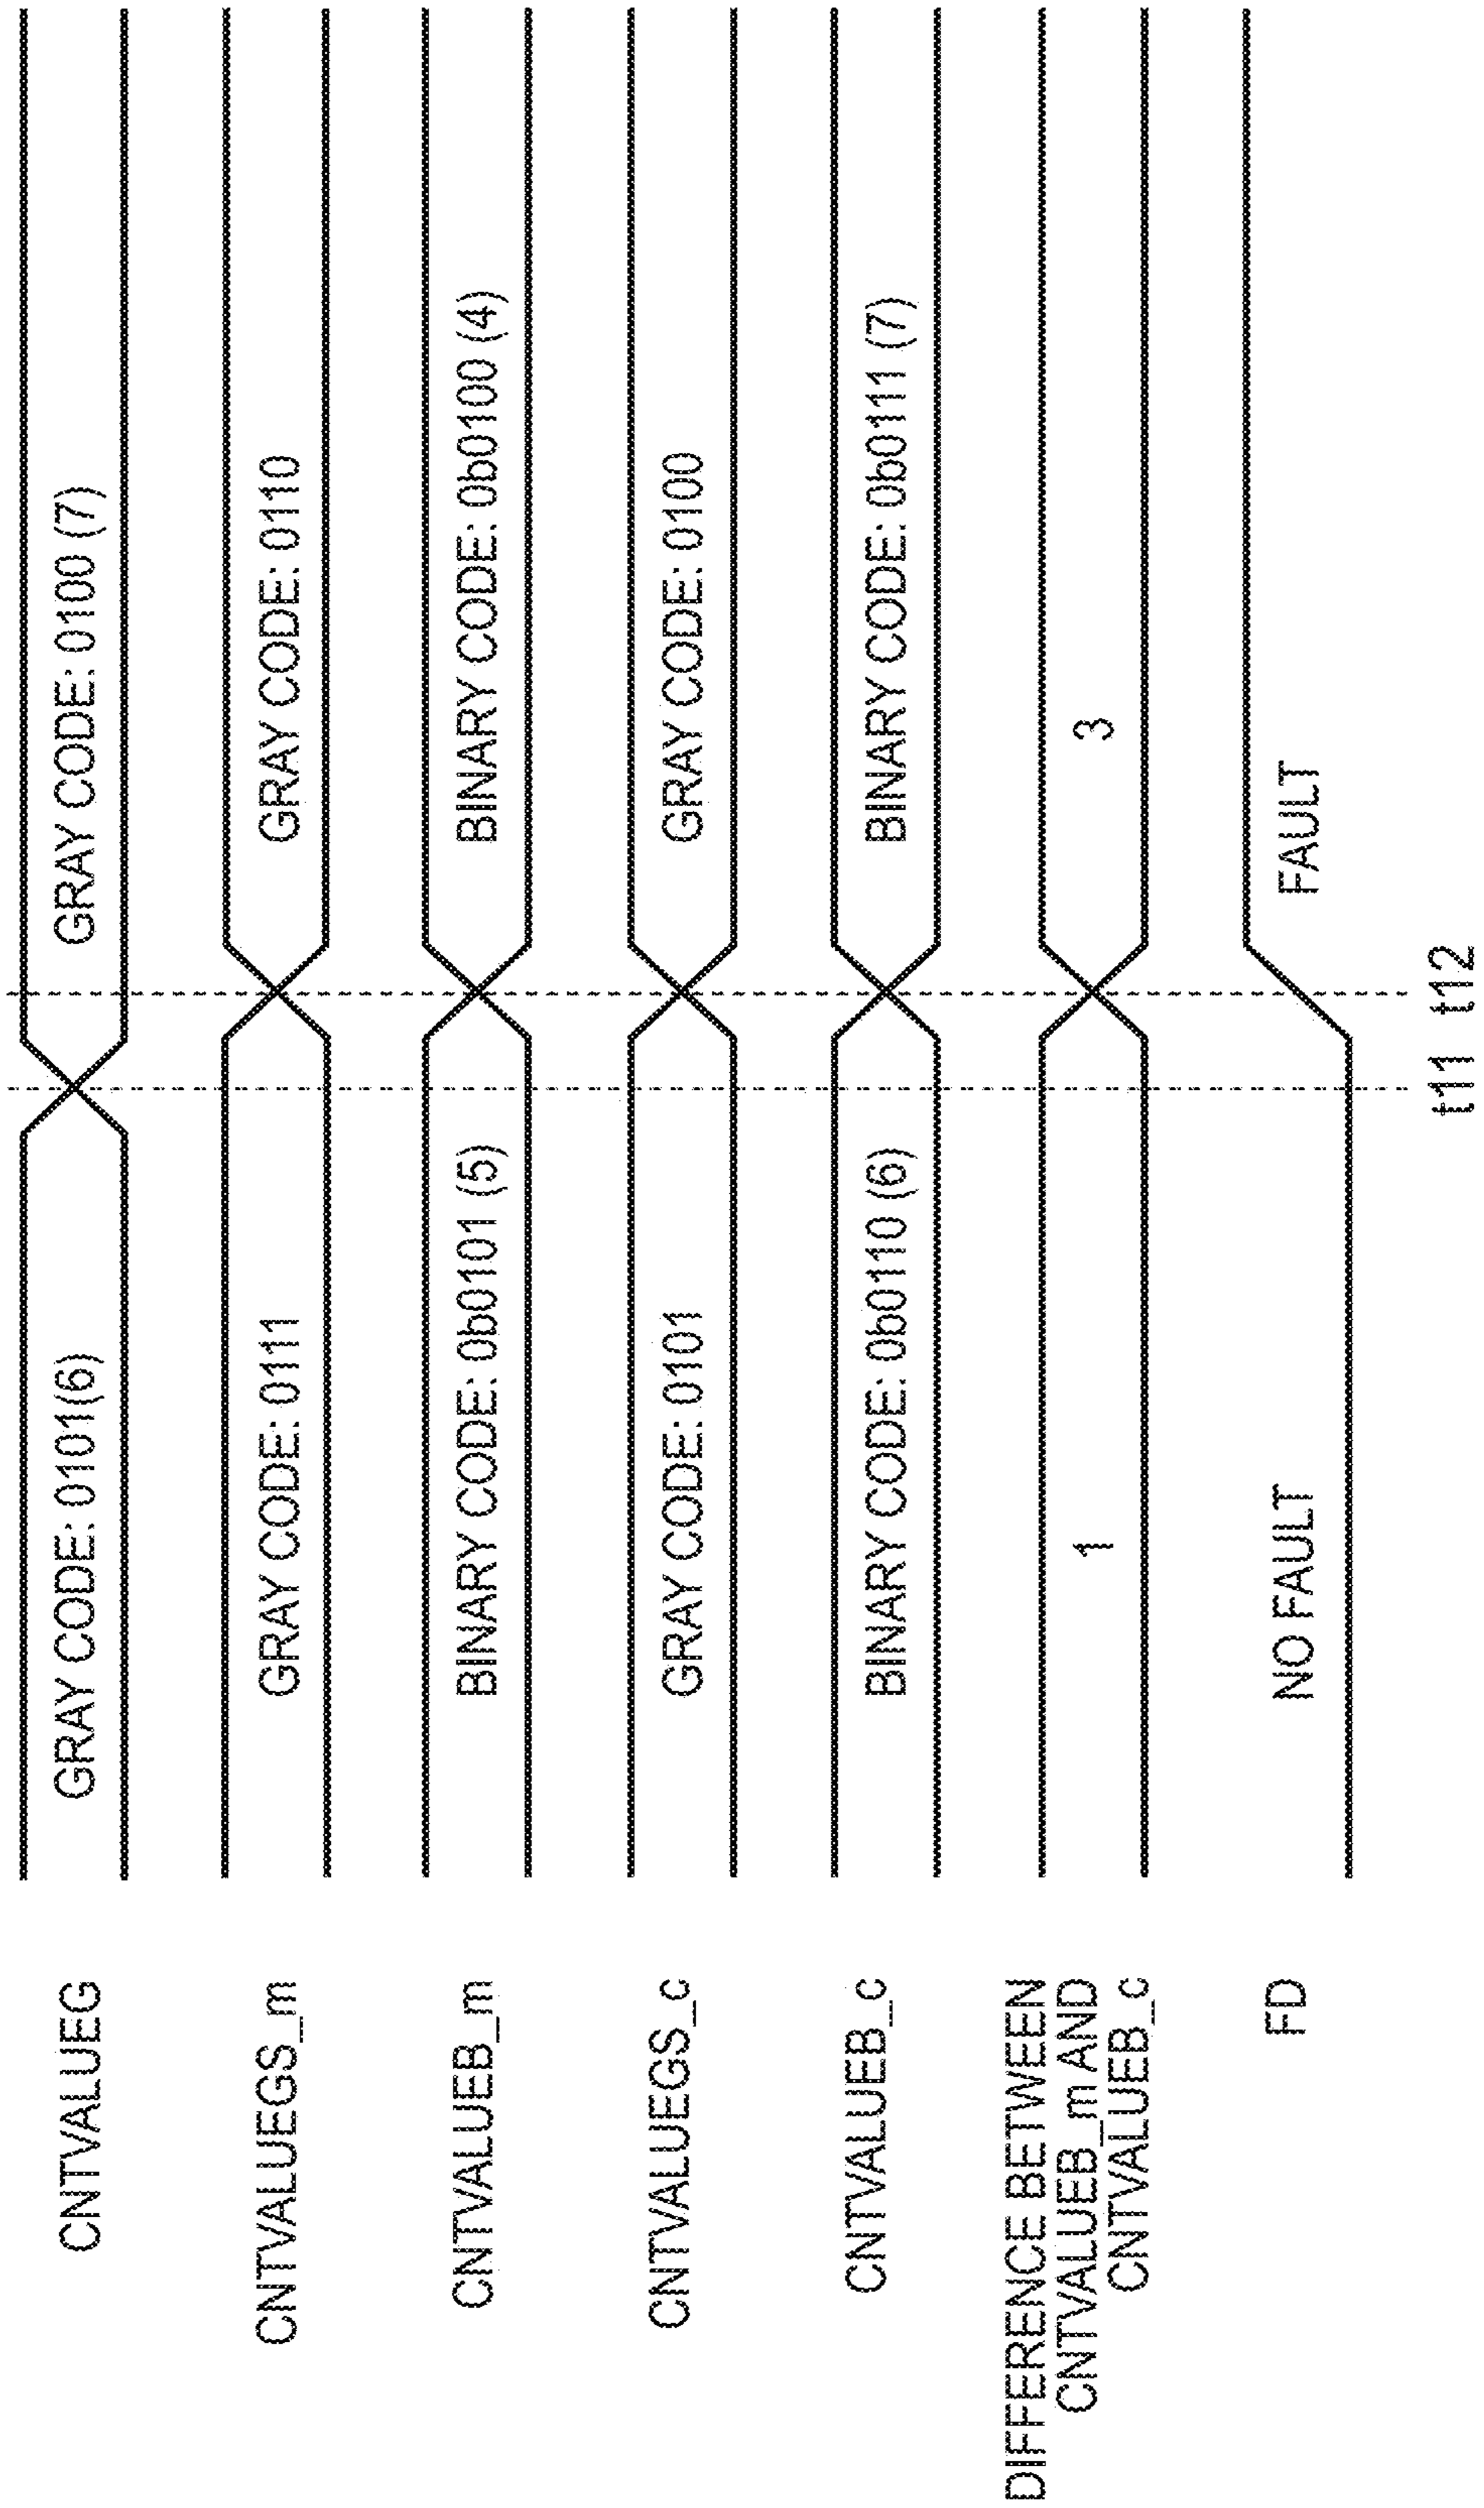 CNTVALUEG
GRAY CODE: 0101(6)
GRAY CODE: 0100 (7)
CNTVALUEGS_m
GRAY CODE: 0111
GRAY CODE: 0110
CNTVALUEB_m
BINARY CODE: 0b0101 (5)
BINARY CODE: 0b0100 (4)
CNTVALUEGS_c
GRAY CODE: 0101
GRAY CODE: 0100
CNTVALUEB_c
BINARY CODE: 0b0110 (6)
BINARY CODE: 0b0111 (7)
DIFFERENCE BETWEEN
CNTVALUEB_m AND
CNTVALUEB_c
1
3
FD
NO FAULT
FAULT
t11 t12